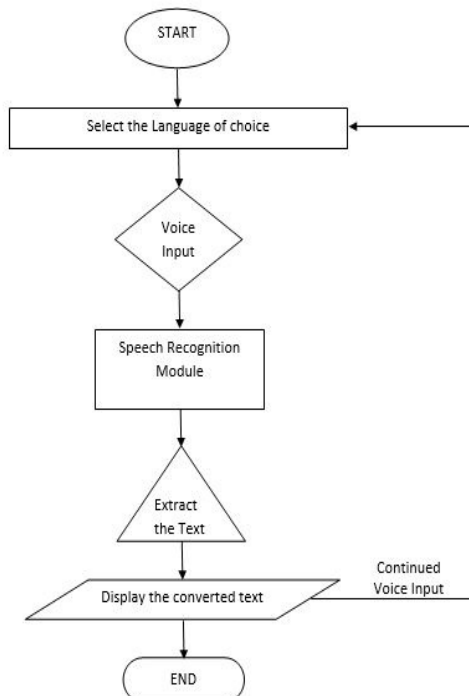 START
Select the Language of choice
Voice
Input
Speech Recognition
Module
Extract
the Text
Continued
Voice Input
Display the converted text
END